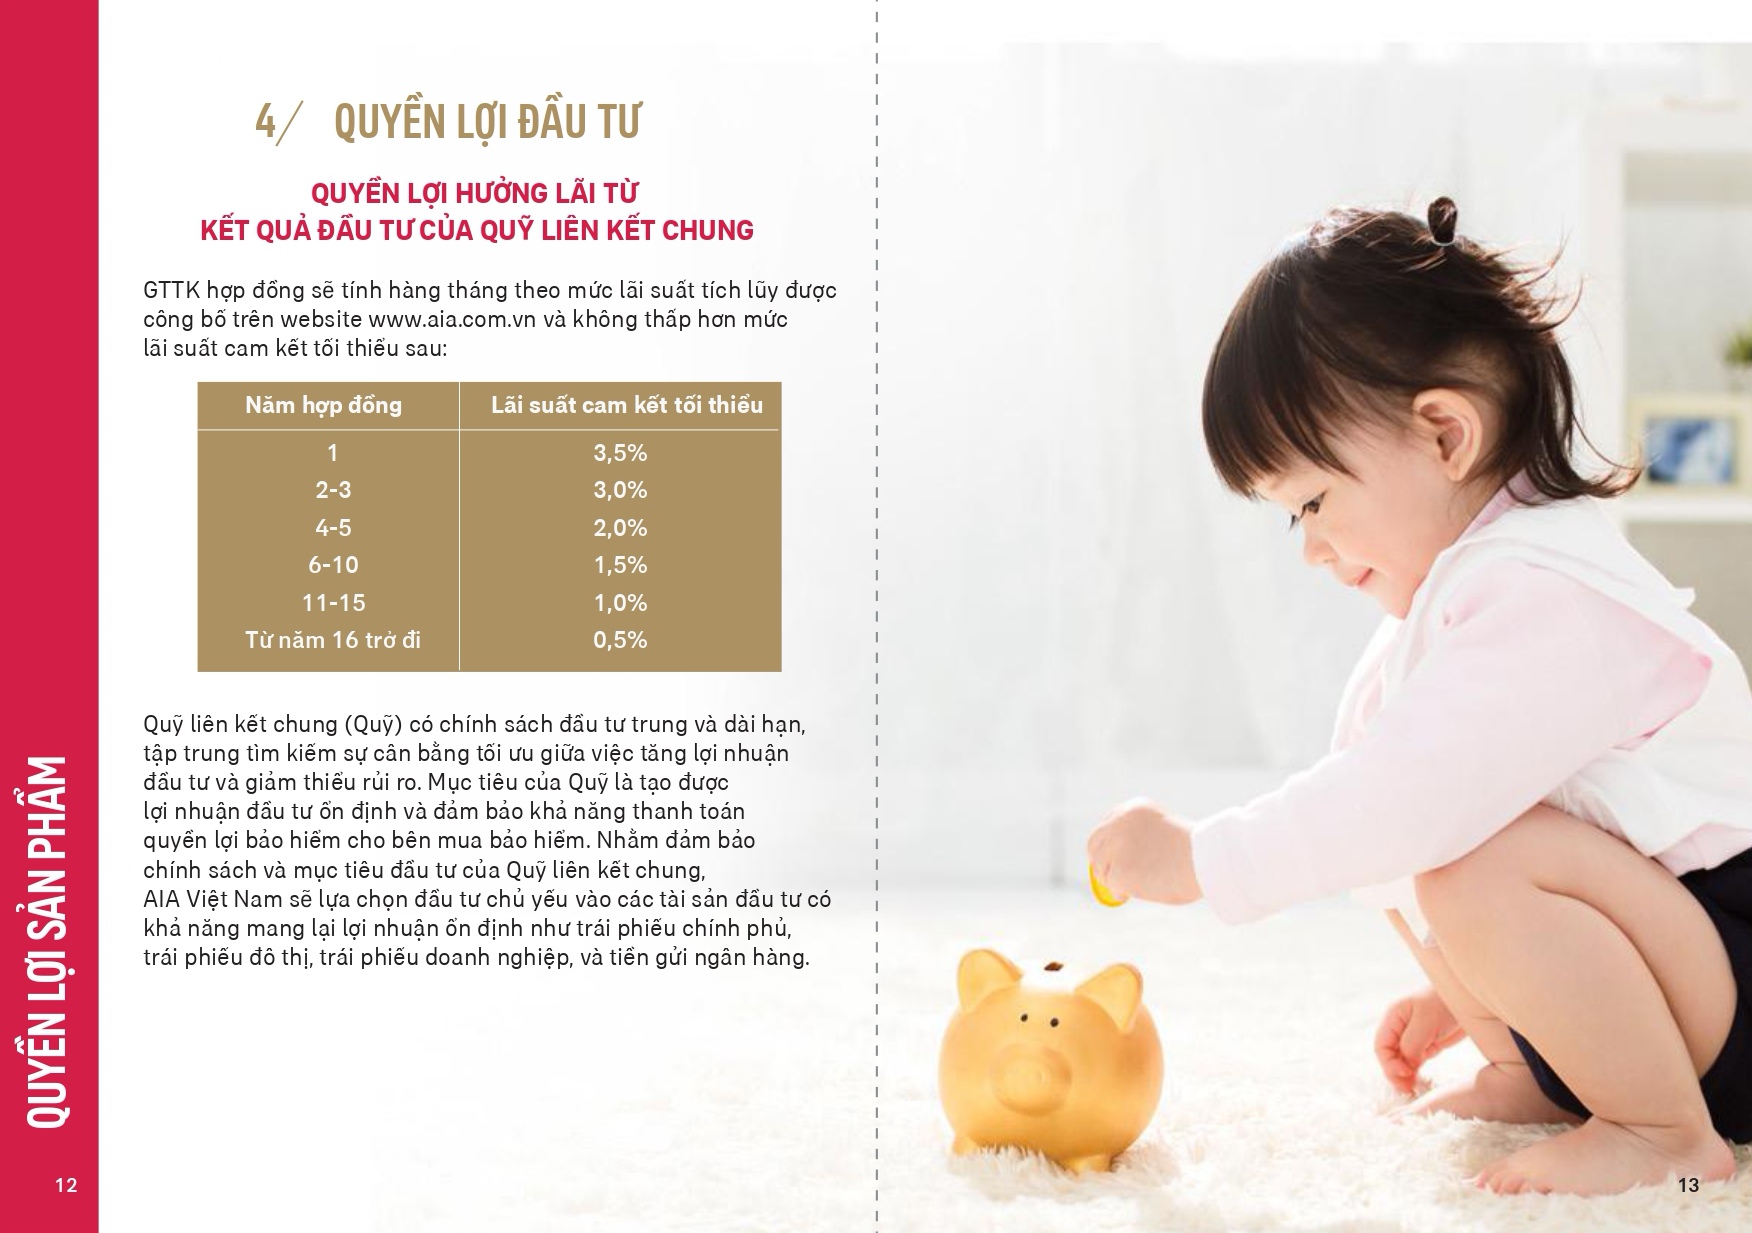 4/ QUYỀN LỢI ĐẦU TƯ
QUYỀN LỢI HƯỞNG LÃI TỪ
KẾT QUẢ ĐẦU TƯ CỦA QUỸ LIÊN KẾT CHUNG
GTTK hợp đồng sẽ tính hàng tháng theo mức lãi suất tích lũy được
công bố trên website www.aia.com.vn và không thấp hơn mức
lãi suất cam kết tối thiểu sau:
Năm hợp đồng Lãi suất cam kết tối thiểu
1 3,5%
2-3 3,0%
4-5 2,0%
6-10 1,5%
11-15 1,0%
Từ năm 16 trở đi 0,5%
Quỹ liên kết chung (Quỹ) có chính sách đầu tư trung và dài hạn,
tập trung tìm kiếm sự cân bằng tối ưu giữa việc tăng lợi nhuận
đầu tư và giảm thiểu rủi ro. Mục tiêu của Quỹ là tạo được
lợi nhuận đầu tư ổn định và đảm bảo khả năng thanh toán
quyền lợi bảo hiểm cho bên mua bảo hiểm. Nhằm đảm bảo
chính sách và mục tiêu đầu tư của Quỹ liên kết chung,
AIA Việt Nam sẽ lựa chọn đầu tư chủ yếu vào các tài sản đầu tư có
khả năng mang lại lợi nhuận ổn định như trái phiếu chính phủ,
trái phiếu đô thị, trái phiếu doanh nghiệp, và tiền gửi ngân hàng.
QUYỀN LỢI SẢN PHẨM
12
13